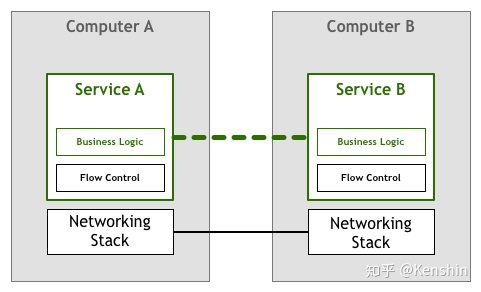 Computer A
Computer B
Service A
Service B
Business Logic
Business Logic
Flow Control
Flow Control
Networking
Stack
Networking
Stack
知乎 @Kenshin